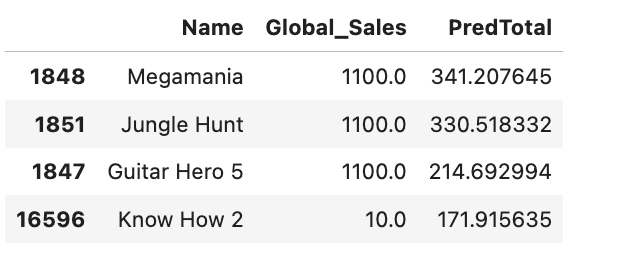 Name Global_Sales PredTotal
1848 Megamania 1100.0 341.207645
1851 Jungle Hunt 1100.0 330.518332
1847 Guitar Hero 5 1100.0 214.692994
16596 Know How 2 10.0 171.915635